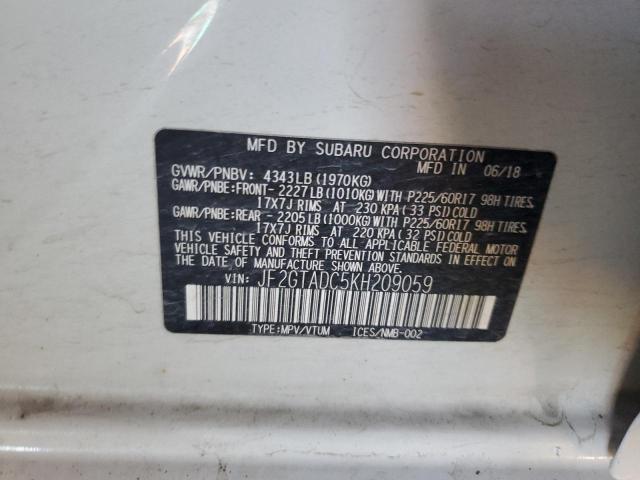 MFD BY SUBARU CORPORATION
GVWR/PNBV: 4343LB(1970KG) MFD IN 06/18
GAWR/PNBE:FRONT- 2227LB(1010KG)WITH P225/60R17 98H TIRES,
17X7J RIMS AT 230 KPA( 33 PSI)COLD
GAWR/PNBE:REAR - 2205LB(1000KG)WITH P225/60R17 98H TIRES,
17X7J RIMS AT 220 KPA( 32 PSI)COLD
THIS VEHICLE CONFORMS TO ALL APPLICABLE FEDERAL MOTOR
VEHICLE SAFETY AND THEFT PREVENTION STANDARDS IN EFFECT ON
THE DATE OF MANUFACTURE SHOWN ABOVE.
VIN: JF2GTADC5KH209059
TYPE:MPV/VTUM ICES/NMB-002